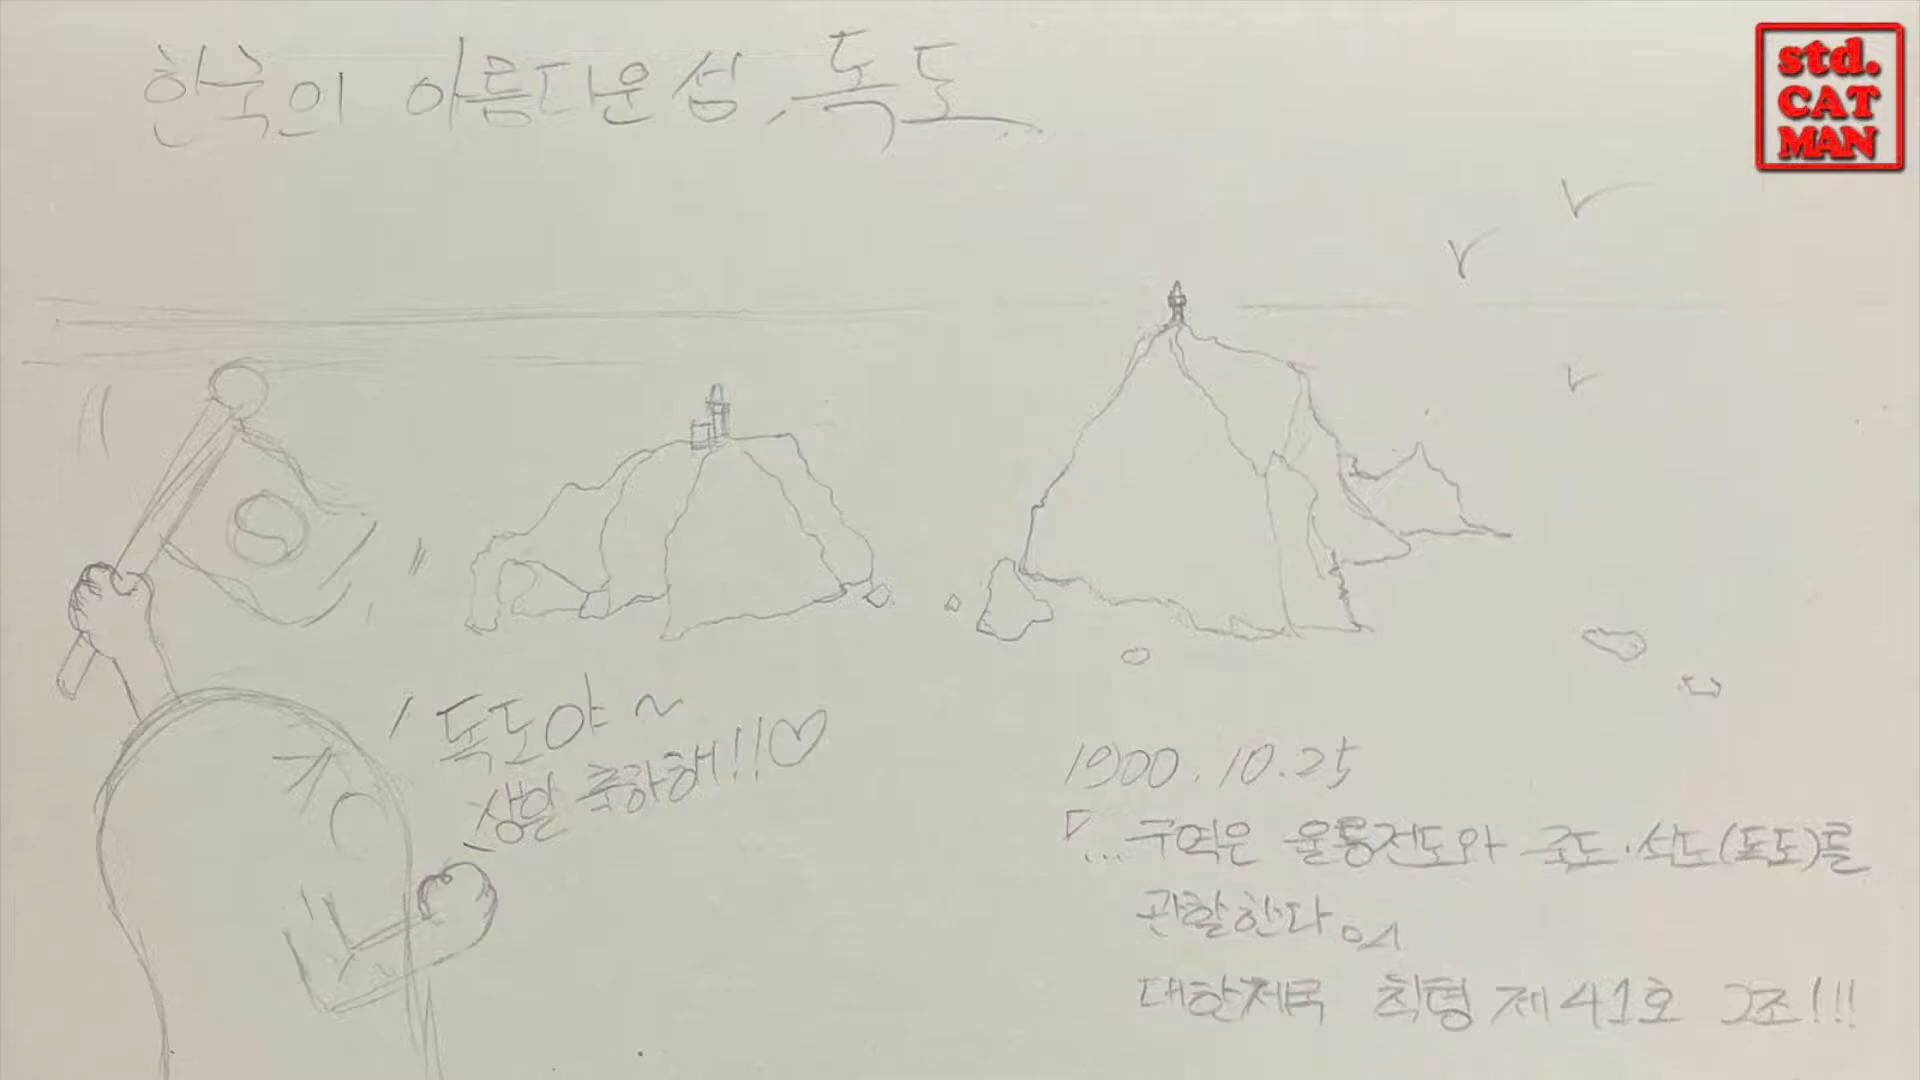 한국의 아름다운 섬, 독도
std.
CAT
MAN
독도야~
생일 축하해!!♡
1900.10.25
『...구역은 울릉전도와 죽도·석도(독도)를
관할한다。』
대한제국 칙령 제41호 2조!!!